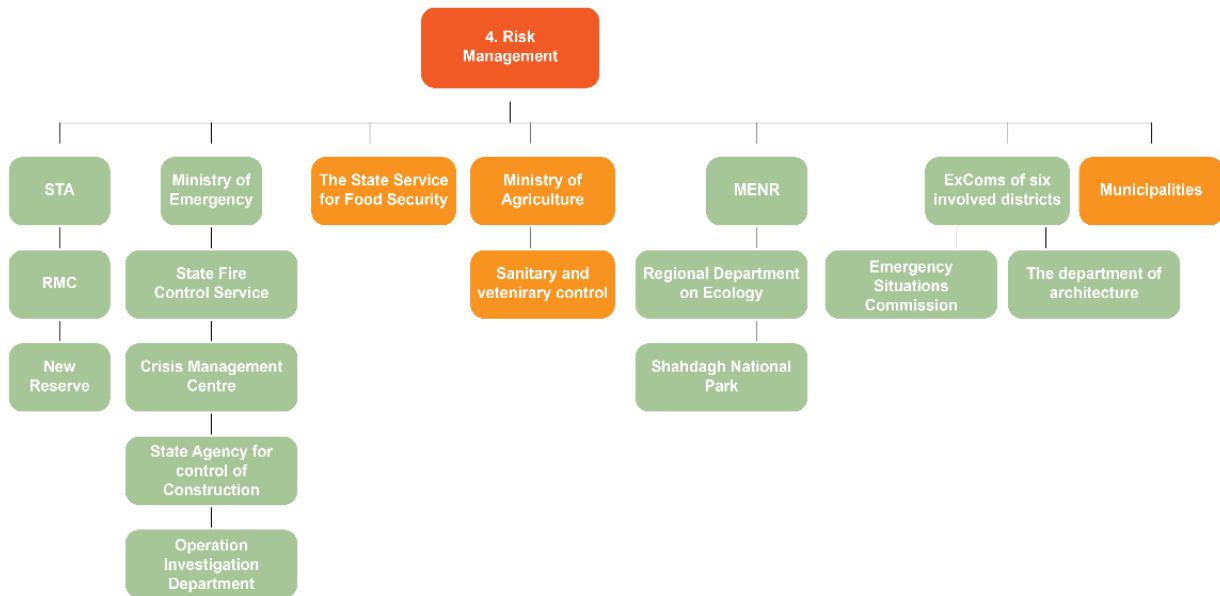 4. Risk
Management
STA
Ministry of
Emergency
The State Service
for Food Security
Ministry of
Agriculture
MENR
ExComs of six
involved districts
Municipalities
RMC
State Fire
Control Service
Sanitary and
vetenirary control
Regional Department
on Ecology
Emergency
Situations
Commission
The department of
architecture
New
Reserve
Crisis Management
Centre
Shahdagh National
Park
State Agency for
control of
Construction
Operation
Investigation
Department